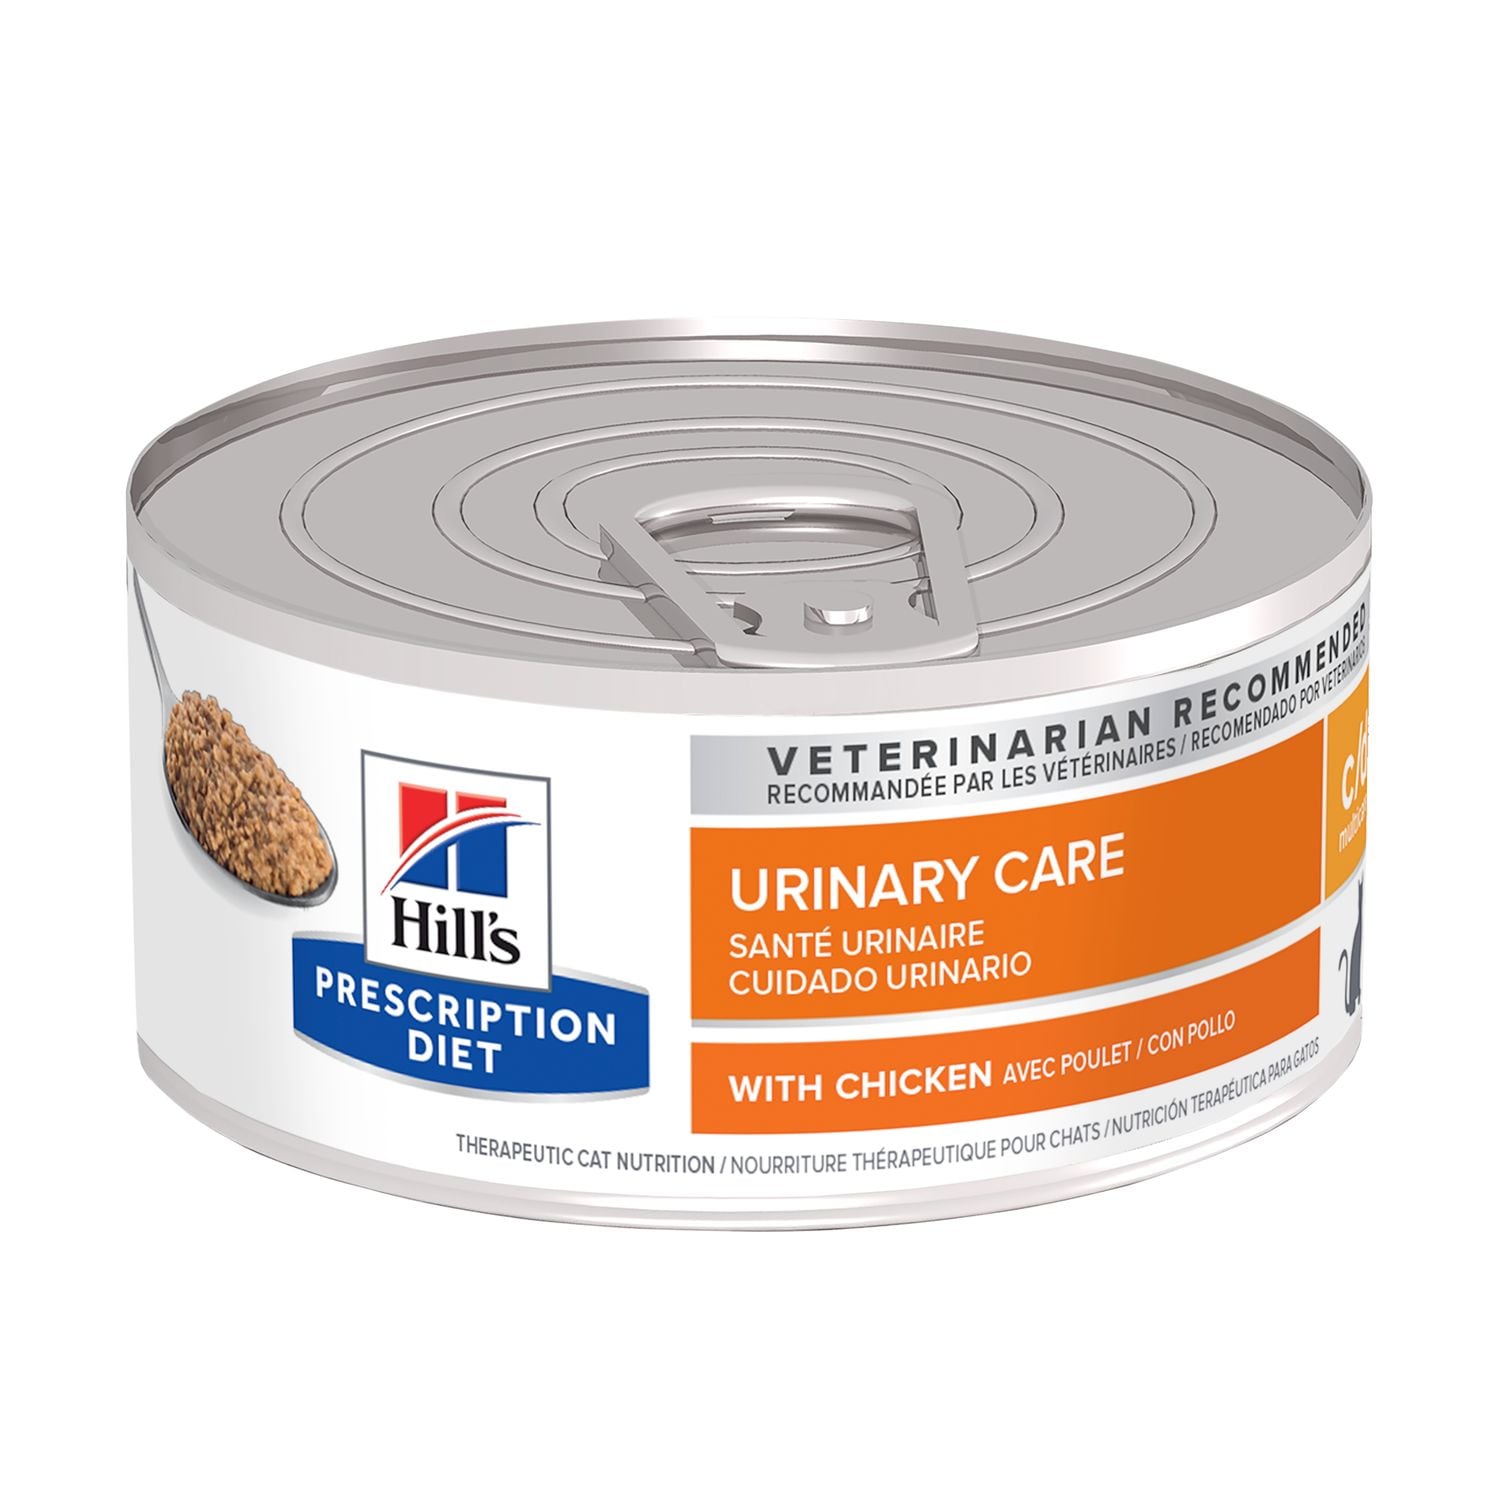 VETERINARIAN RECOMMENDED
RECOMMANDÉE PAR LES VÉTÉRINAIRES / RECOMENDADO POR VETERINARIOS
Hill's
PRESCRIPTION
DIET
URINARY CARE
SANTÉ URINAIRE
CUIDADO URINARIO
c/d
WITH CHICKEN AVEC POULET / CON POLLO
THERAPEUTIC CAT NUTRITION / NOURRITURE THÉRAPEUTIQUE POUR CHATS / NUTRICIÓN TERAPÉUTICA PARA GATOS